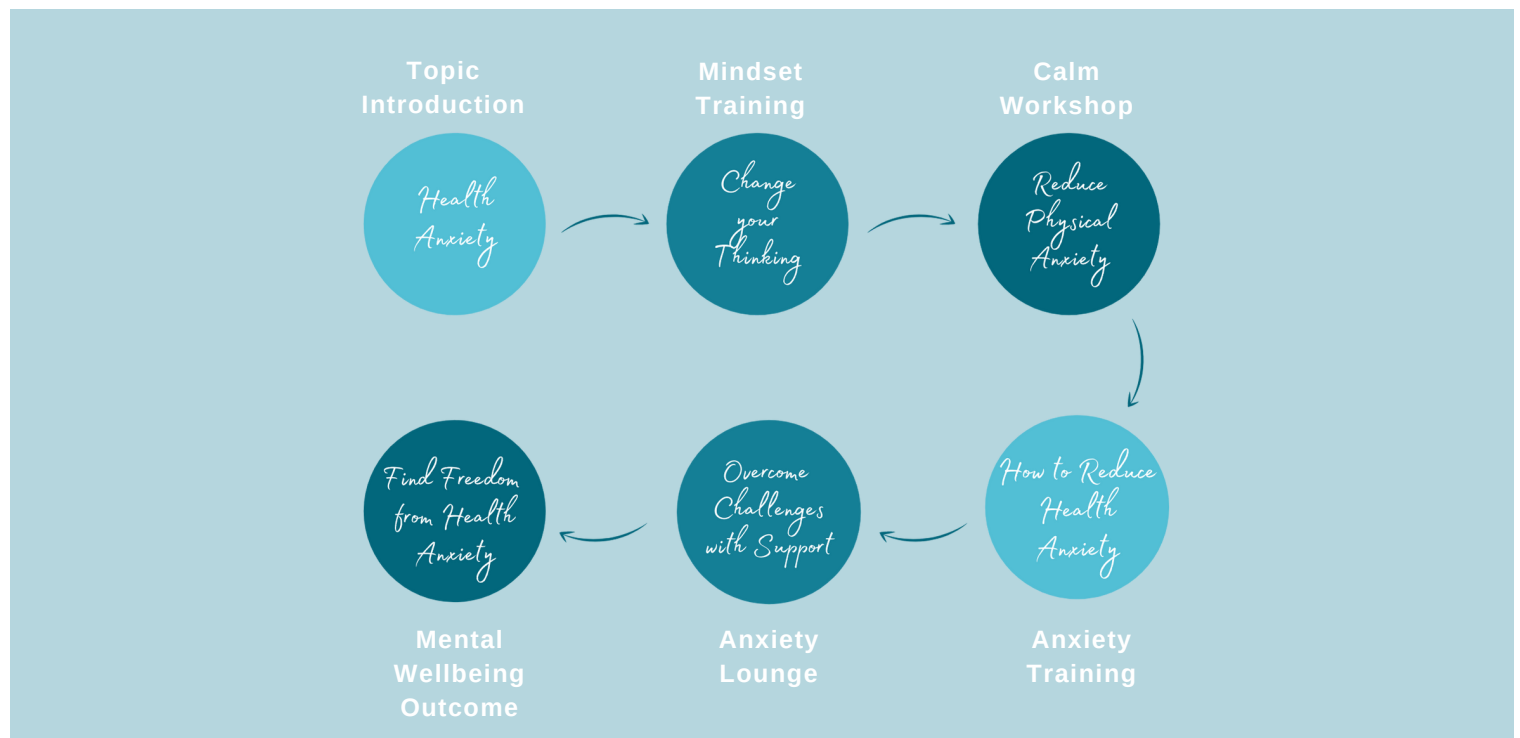 Topic
Introduction
Health
Anxiety
Mindset
Training
Change
your
Thinking
Calm
Workshop
Reduce
Physical
Anxiety
How to Reduce
Health
Anxiety
Anxiety
Training
Overcome
Challenges
with Support
Anxiety
Lounge
Find Freedom
from Health
Anxiety
Mental
Wellbeing
Outcome